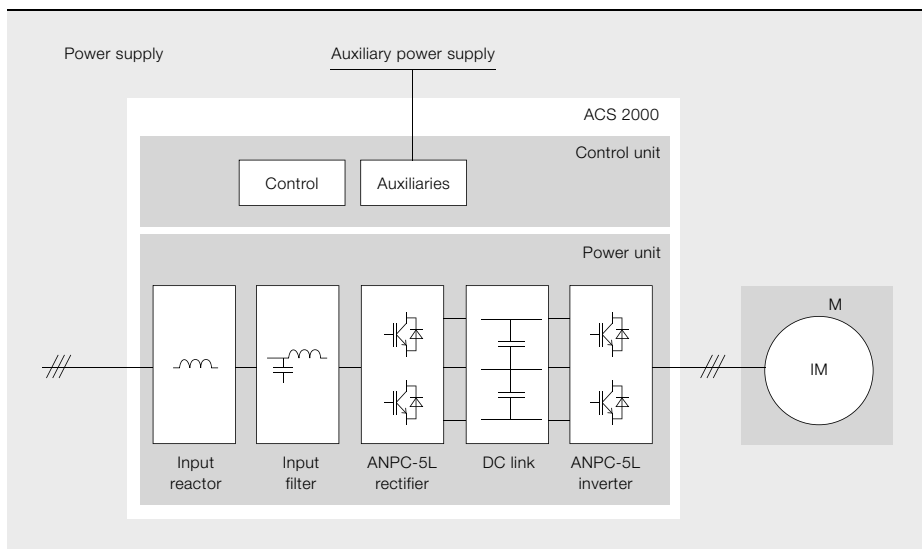 Power supply
Auxiliary power supply
ACS 2000
Control unit
Control
Auxiliaries
Power unit
M
IM
Input
reactor
Input
filter
ANPC-5L
rectifier
DC link
ANPC-5L
inverter